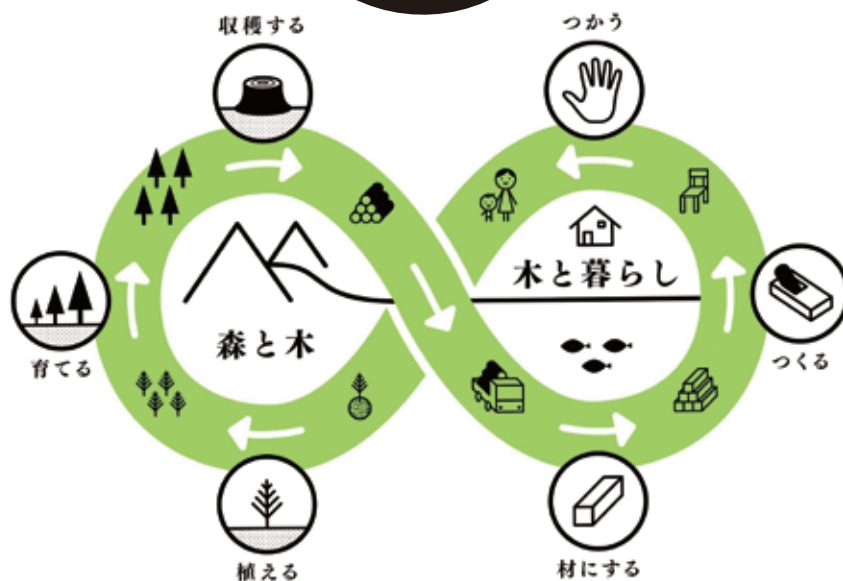 収穫する
つかう
木と暮らし
森と木
育てる
つくる
植える
材にする